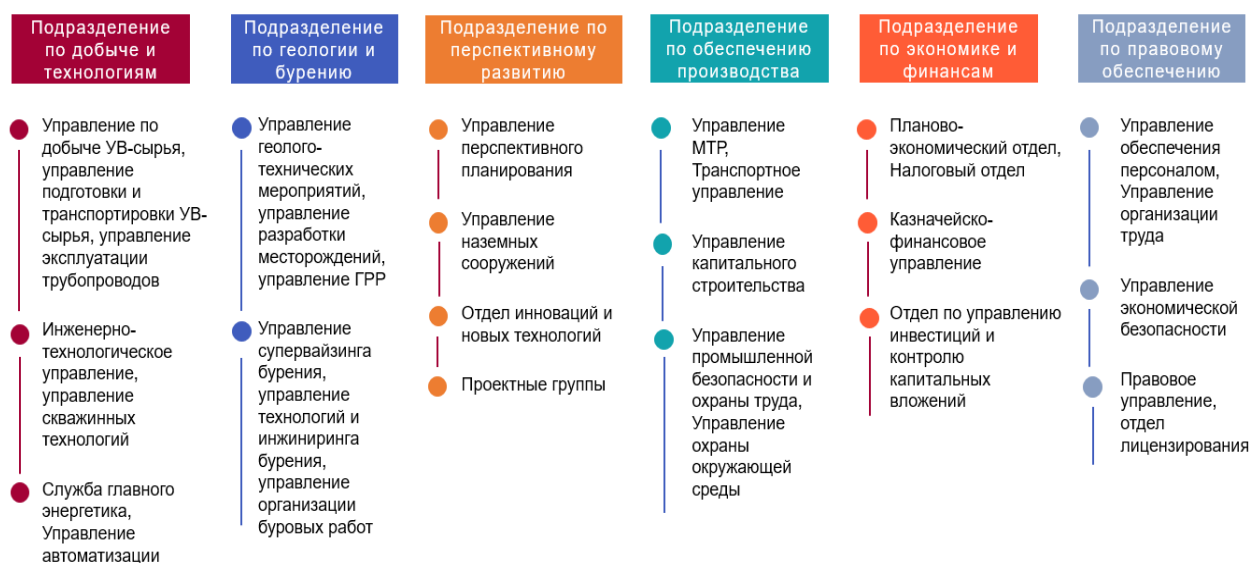 Подразделение
по добыче и
технологиям
Управление по
добыче УВ-сырья,
управление
подготовки и
транспортировки УВ-
сырья, управление
эксплуатации
трубопроводов
Инженерно-
технологическое
управление,
управление
скважинных
технологий
Служба главного
энергетика,
Управление
автоматизации
Подразделение
по геологии и
бурению
Управление
геолого-
технических
мероприятий,
управление
разработки
месторождений,
управление ГРР
Управление
супервайзинга
бурения,
управление
технологий и
инжиниринга
бурения,
управление
организации
буровых работ
Подразделение по
перспективному
развитию
Управление
перспективного
планирования
Управление
наземных
сооружений
Отдел инноваций и
новых технологий
Проектные группы
Подразделение
по обеспечению
производства
Управление
МТР,
Транспортное
управление
Управление
капитального
строительства
Управление
промышленной
безопасности и
охраны труда,
Управление
охраны
окружающей
среды
Подразделение
по экономике и
финансам
Планово-
экономический отдел,
Налоговый отдел
Казначейско-
финансовое
управление
Отдел по управлению
инвестиций и
контролю
капитальных
вложений
Подразделение
по правовому
обеспечению
Управление
обеспечения
персоналом,
Управление
организации
труда
Управление
экономической
безопасности
Правовое
управление,
отдел
лицензирования